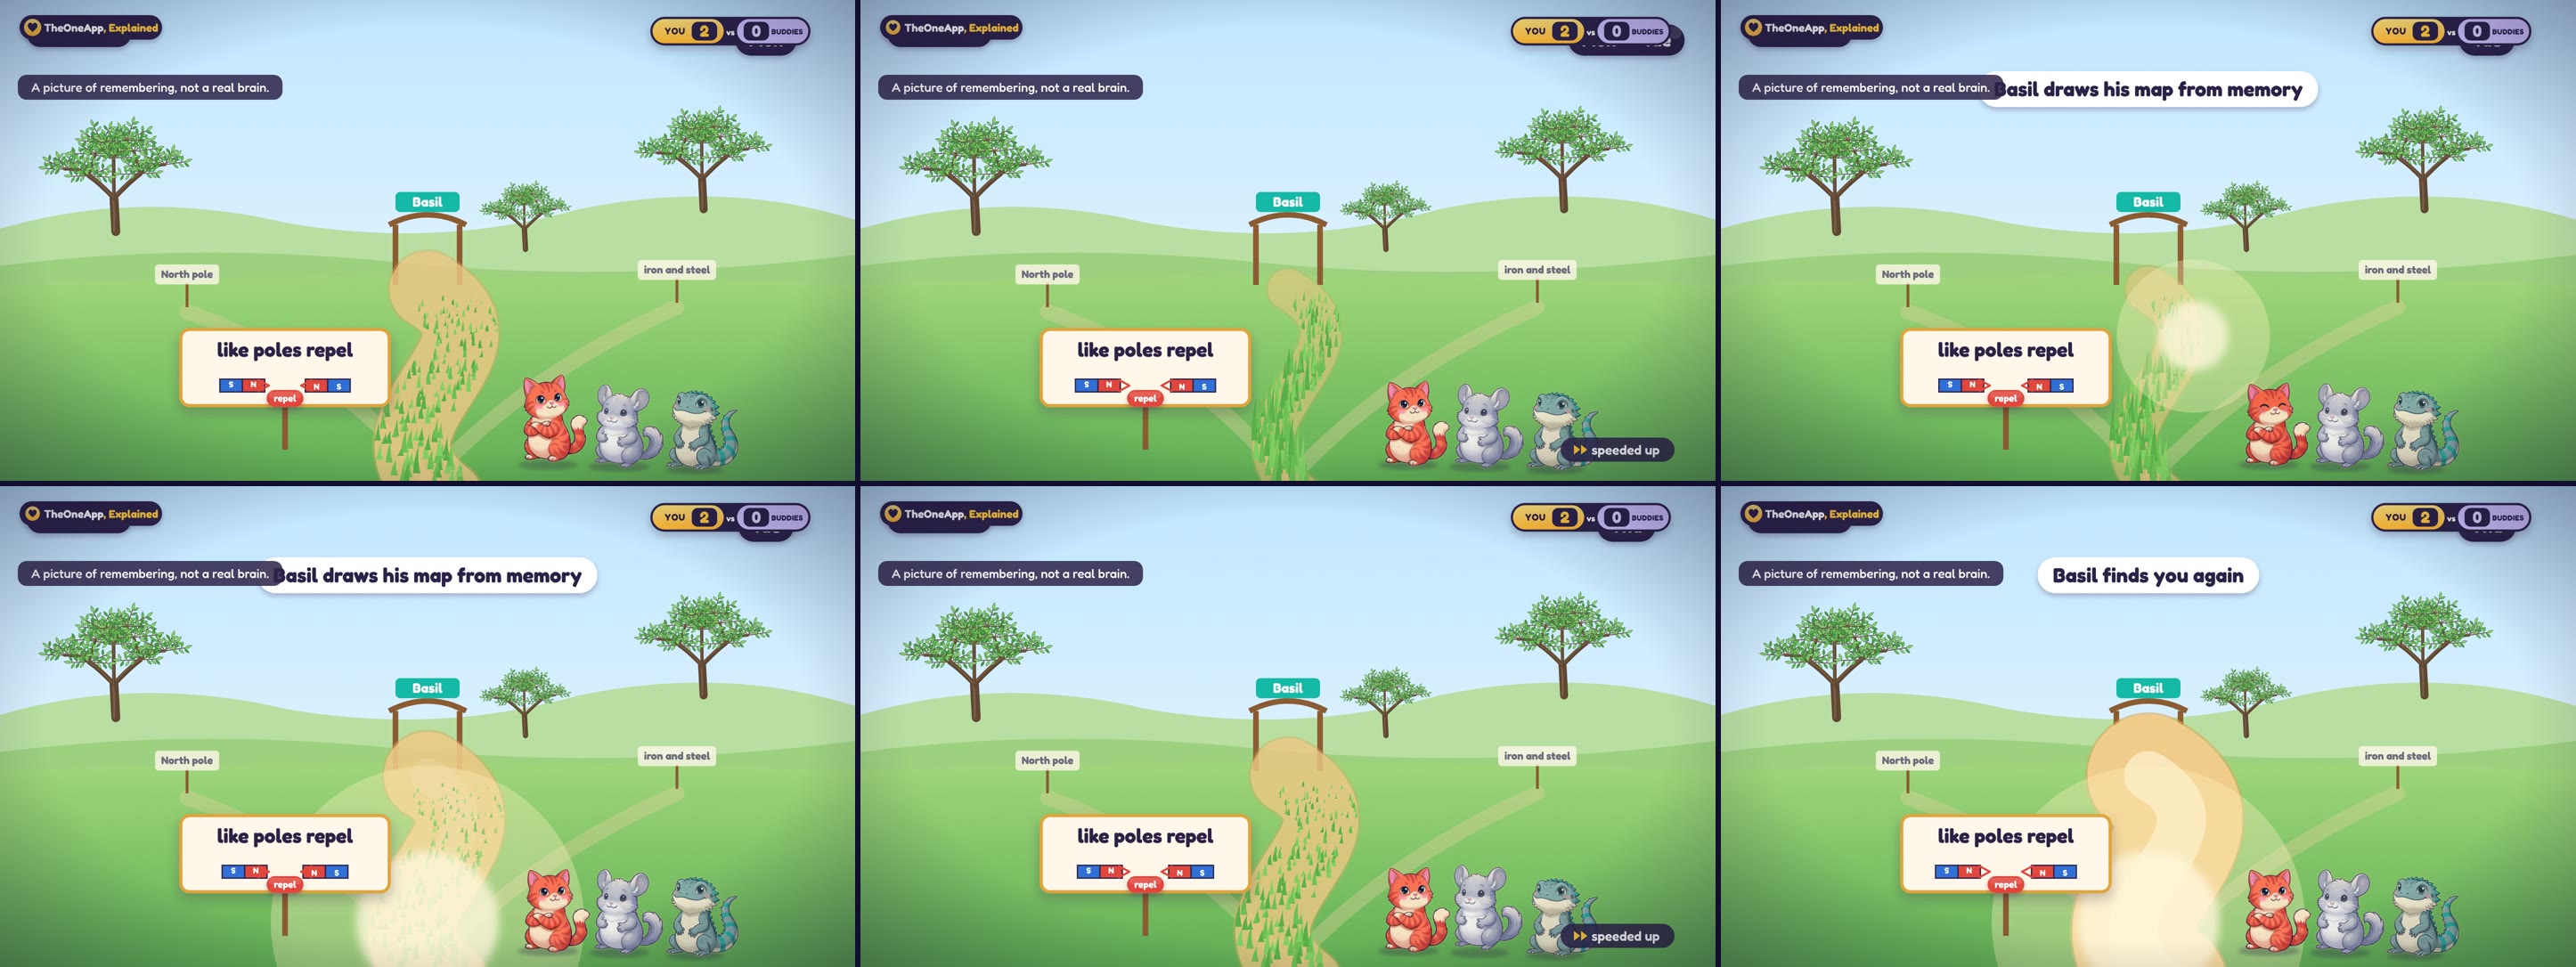 TheOneApp, Explained
YOU 2 vs 0 BUDDIES
A picture of remembering, not a real brain.
Basil
North pole
iron and steel
like poles repel
S N N S
repel
TheOneApp, Explained
YOU 2 vs 0 BUDDIES
A picture of remembering, not a real brain.
Basil
North pole
iron and steel
like poles repel
S N N S
repel
speeded up
TheOneApp, Explained
YOU 2 vs 0 BUDDIES
A picture of remembering, not a real brain.
Basil draws his map from memory
Basil
North pole
iron and steel
like poles repel
S N N S
repel
TheOneApp, Explained
YOU 2 vs 0 BUDDIES
A picture of remembering, not a real brain.
Basil draws his map from memory
Basil
North pole
iron and steel
like poles repel
S N N S
repel
TheOneApp, Explained
YOU 2 vs 0 BUDDIES
A picture of remembering, not a real brain.
Basil
North pole
iron and steel
like poles repel
S N N S
repel
speeded up
TheOneApp, Explained
YOU 2 vs 0 BUDDIES
A picture of remembering, not a real brain.
Basil finds you again
Basil
North pole
iron and steel
like poles repel
S N N S
repel